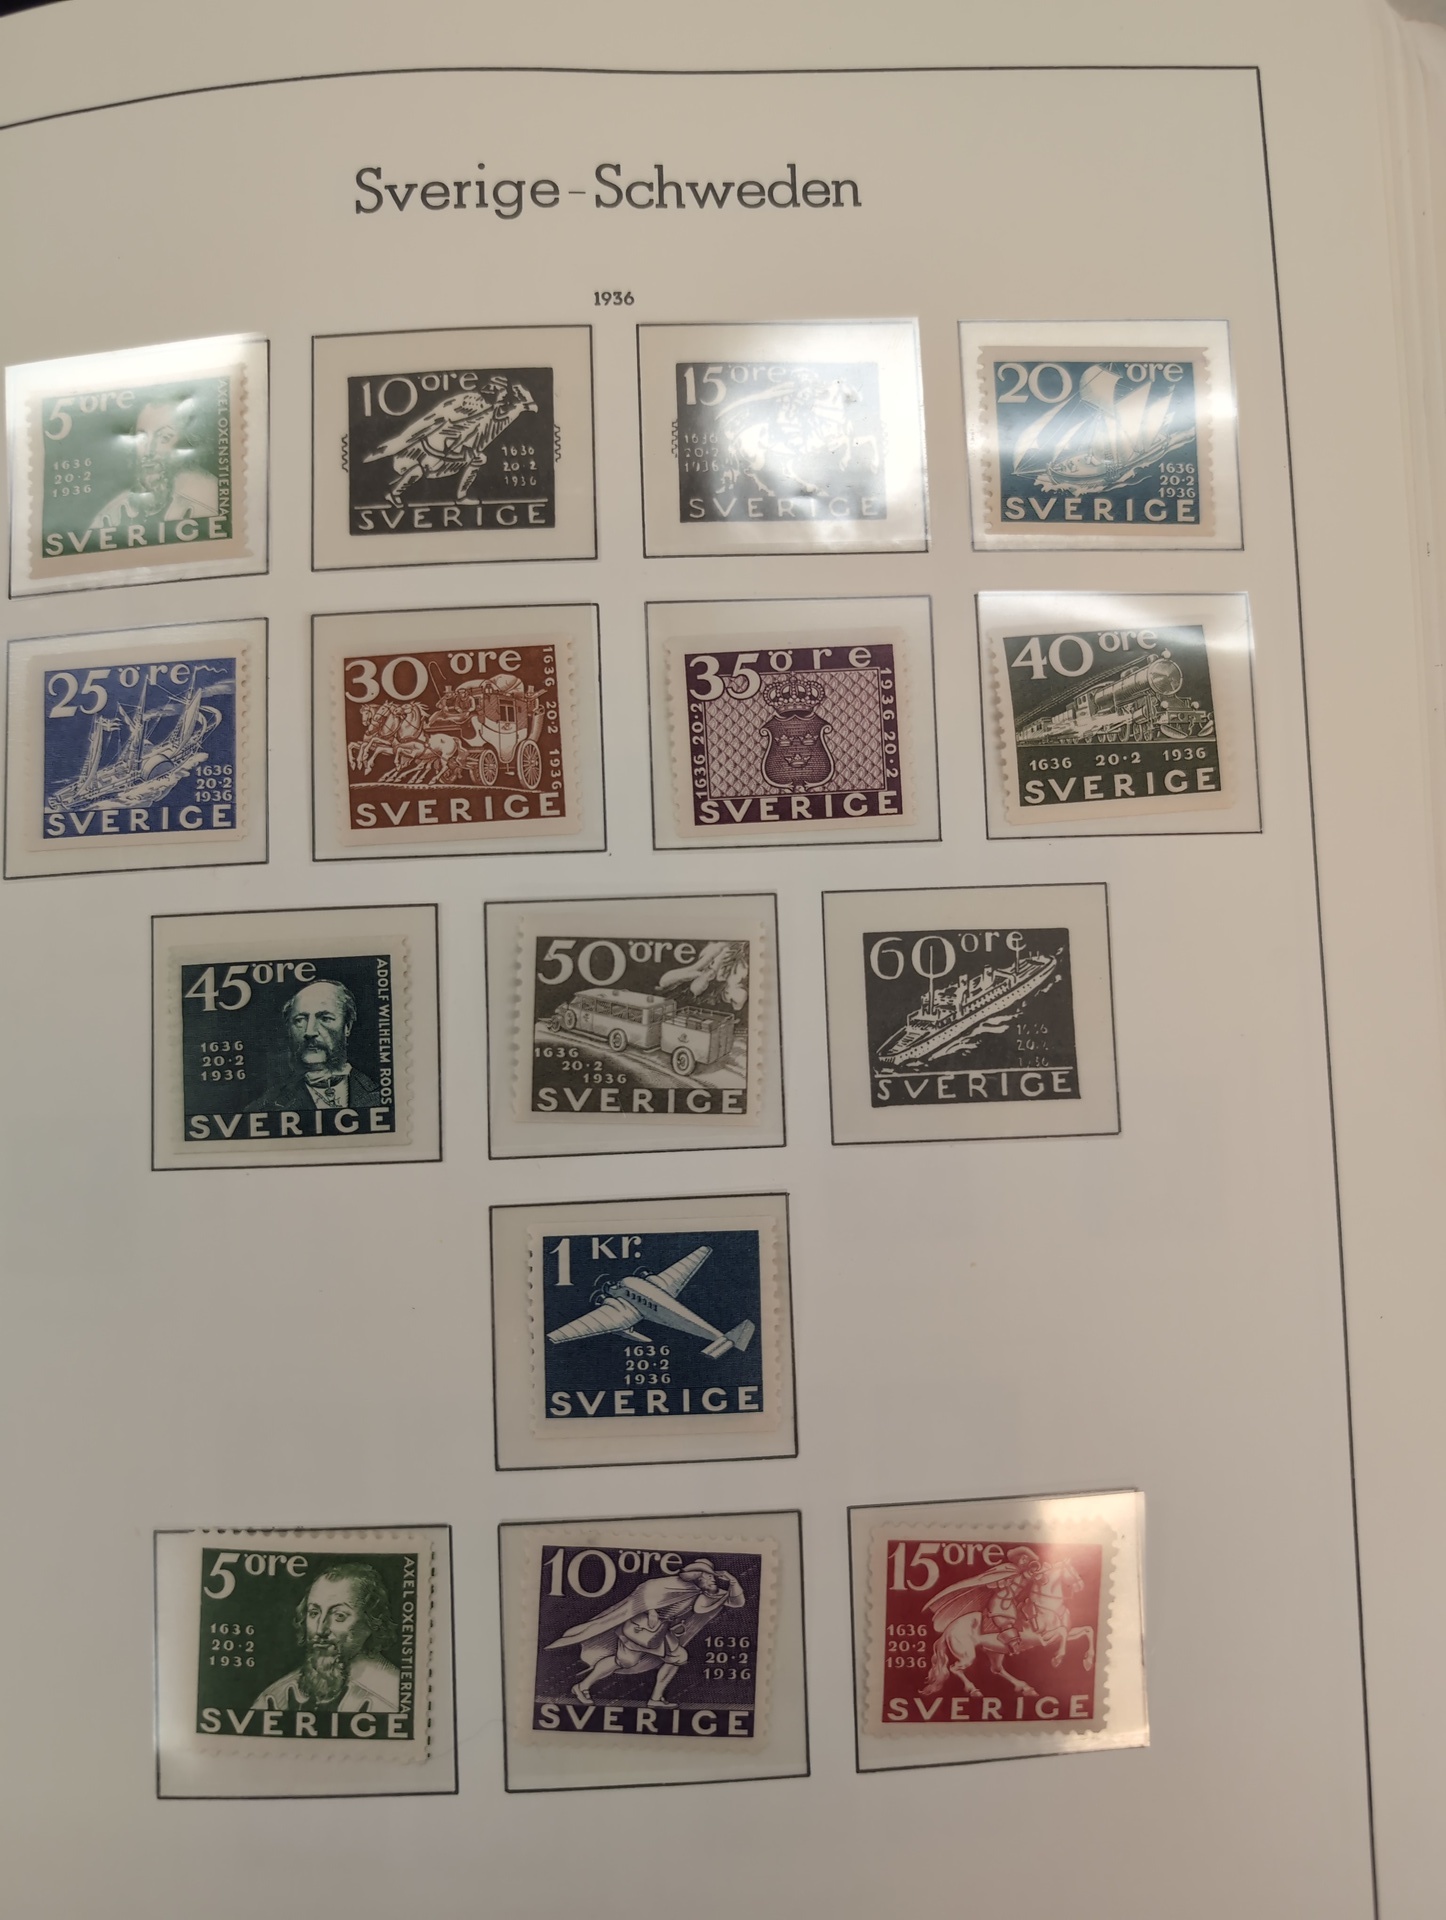 Sverige-Schweden
1936
5 öre
AXEL OXENSTIERNA
1636
20·2
1936
SVERIGE
10 öre
1636
20·2
1936
SVERIGE
15 öre
1636
20·2
1936
SVERIGE
20 öre
1636
20·2
1936
SVERIGE
25 öre
1636
20·2
1936
SVERIGE
30 öre
1636 20·2 1936
SVERIGE
35 öre
1636 20·2
1936 20·2
SVERIGE
40 öre
1636 20·2 1936
SVERIGE
45 öre
ADOLF WILHELM ROOS
1636
20·2
1936
SVERIGE
50 öre
1636
20·2
1936
SVERIGE
60 öre
SVERIGE
1 Kr.
1636
20·2
1936
SVERIGE
5 öre
AXEL OXENSTIERNA
1636
20·2
1936
SVERIGE
10 öre
1636
20·2
1936
SVERIGE
15 öre
1636
20·2
1936
SVERIGE